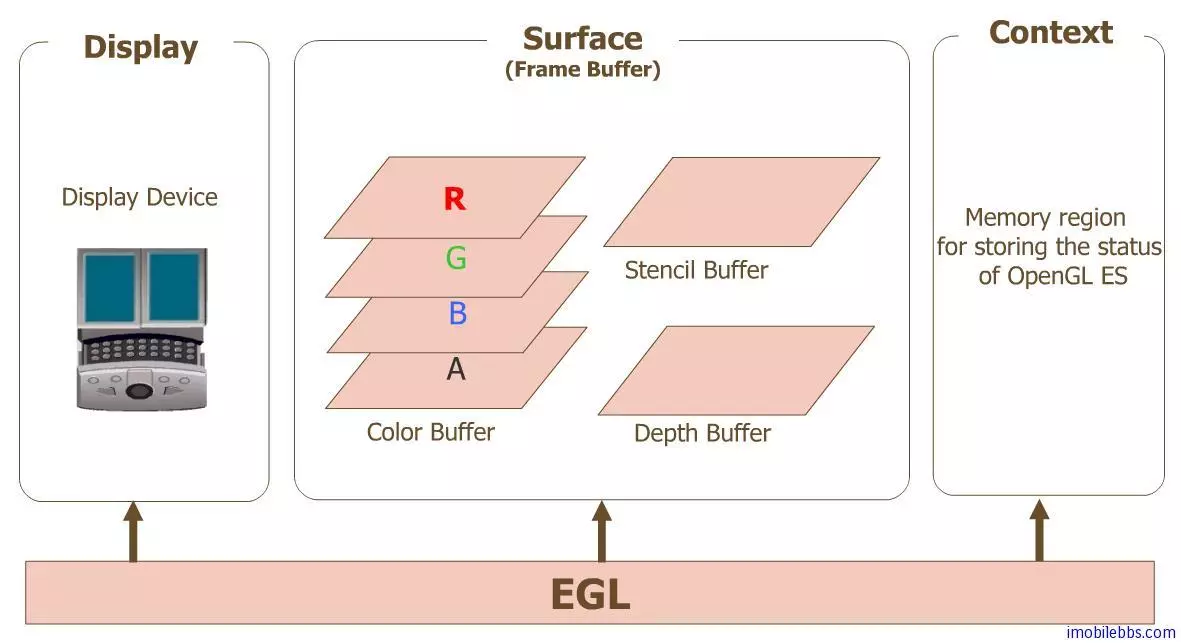 Display
Display Device
Surface
(Frame Buffer)
R
G
B
A
Color Buffer
Stencil Buffer
Depth Buffer
Context
Memory region
for storing the status
of OpenGL ES
EGL
imobilebbs.com